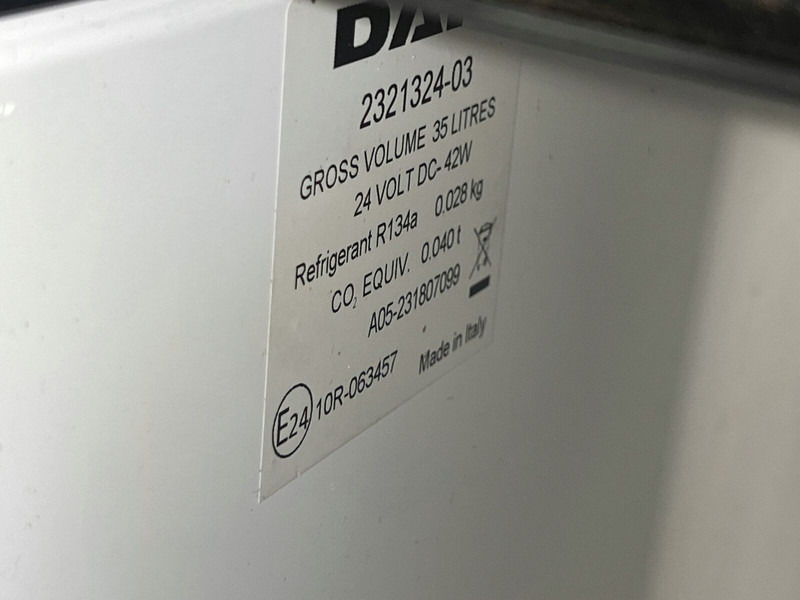 DAF
2321324-03
GROSS VOLUME 35 LITRES
24 VOLT DC- 42W
Refrigerant R134a 0.028 kg
CO₂ EQUIV. 0.040 t
A05-231807099
E24 10R-063457 Made in Italy